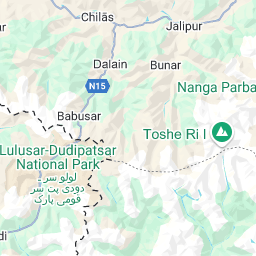 Chilās
Jalipur
Dalain
Bunar
N15
Nanga Parba
Babusar
Toshe Ri I
Lulusar-Dudipatsar
National Park
لولو سر -
دودی پت سر
قومی پارک
di